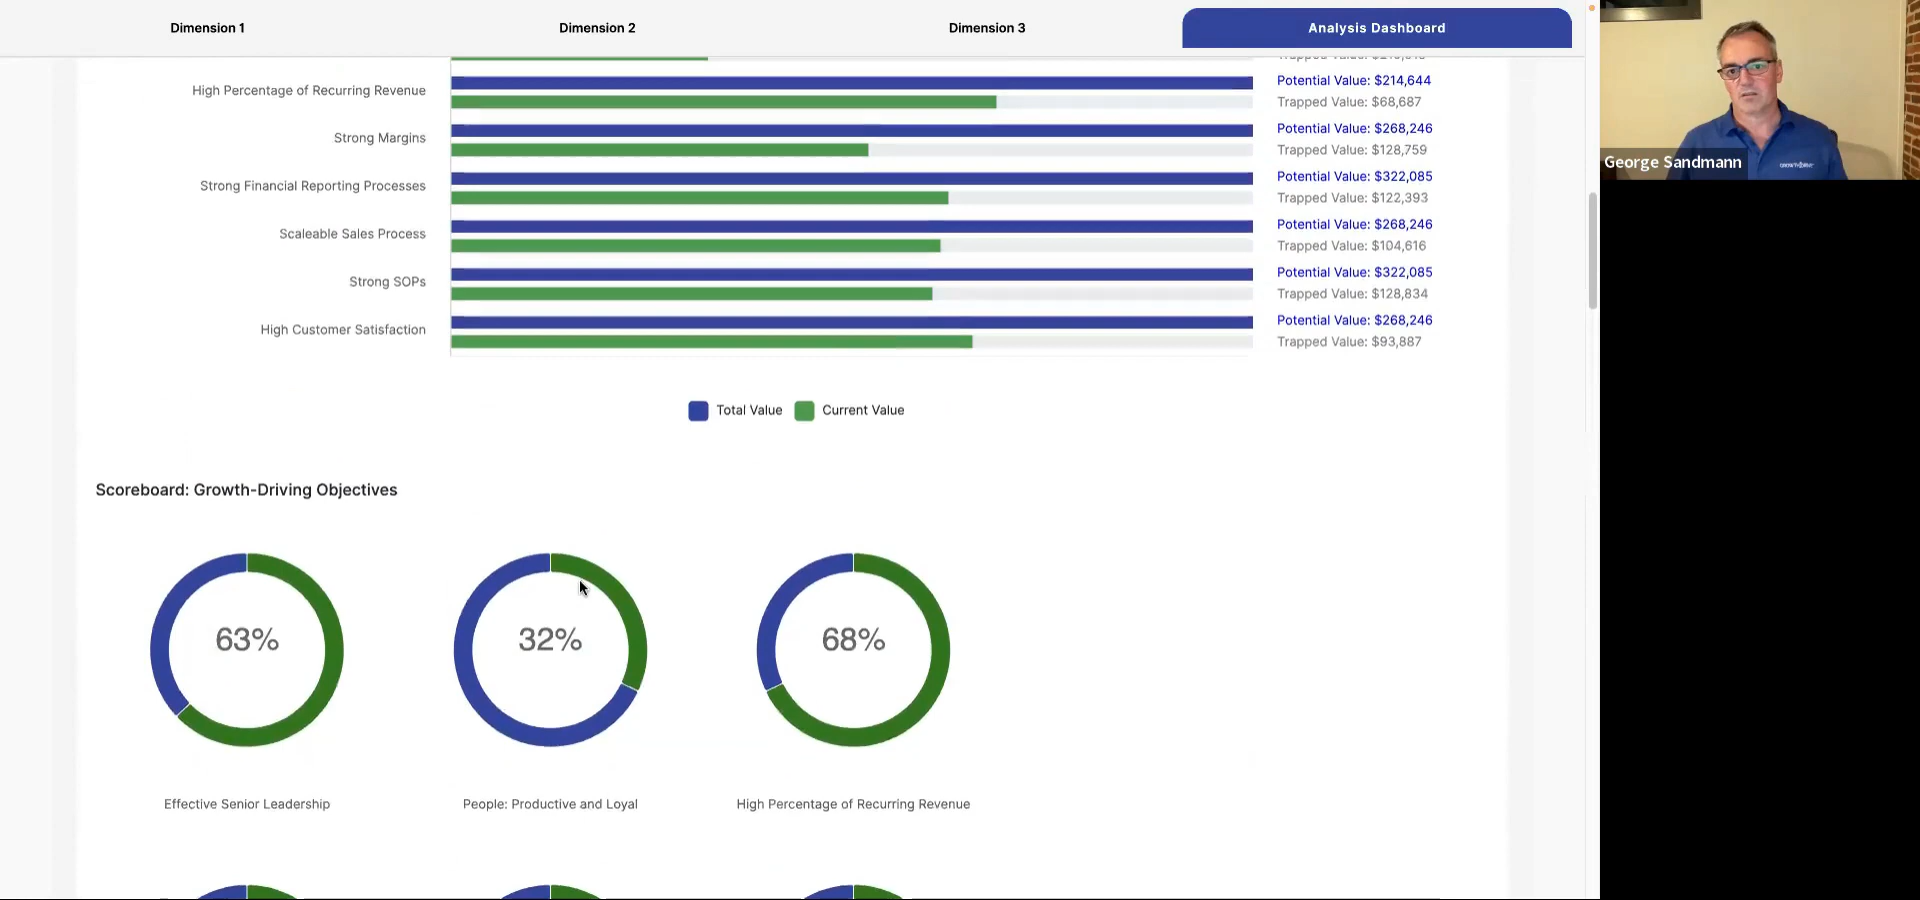 Dimension 1
Dimension 2
Dimension 3
Analysis Dashboard
High Percentage of Recurring Revenue
Potential Value: $214,644
Trapped Value: $68,687
Strong Margins
Potential Value: $268,246
Trapped Value: $128,759
Strong Financial Reporting Processes
Potential Value: $322,085
Trapped Value: $122,393
Scaleable Sales Process
Potential Value: $268,246
Trapped Value: $104,616
Strong SOPs
Potential Value: $322,085
Trapped Value: $128,834
High Customer Satisfaction
Potential Value: $268,246
Trapped Value: $93,887
Total Value
Current Value
Scoreboard: Growth-Driving Objectives
63%
32%
68%
Effective Senior Leadership
People: Productive and Loyal
High Percentage of Recurring Revenue
George Sandmann